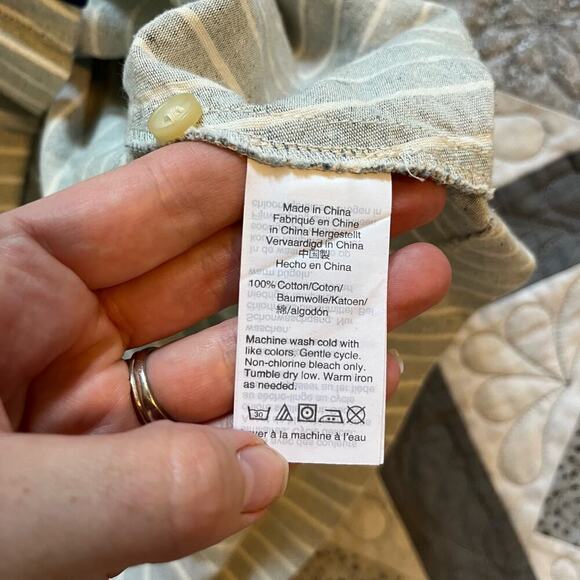 Made in China
Fabriqué en Chine
in China Hergestellt
Vervaardigd in China
中国製
Hecho en China
100% Cotton/Coton/
Baumwolle/Katoen/
綿/algodón
Machine wash cold with
like colors. Gentle cycle.
Non-chlorine bleach only.
Tumble dry low. Warm iron
as needed.
30
ver à la machine à l'eau